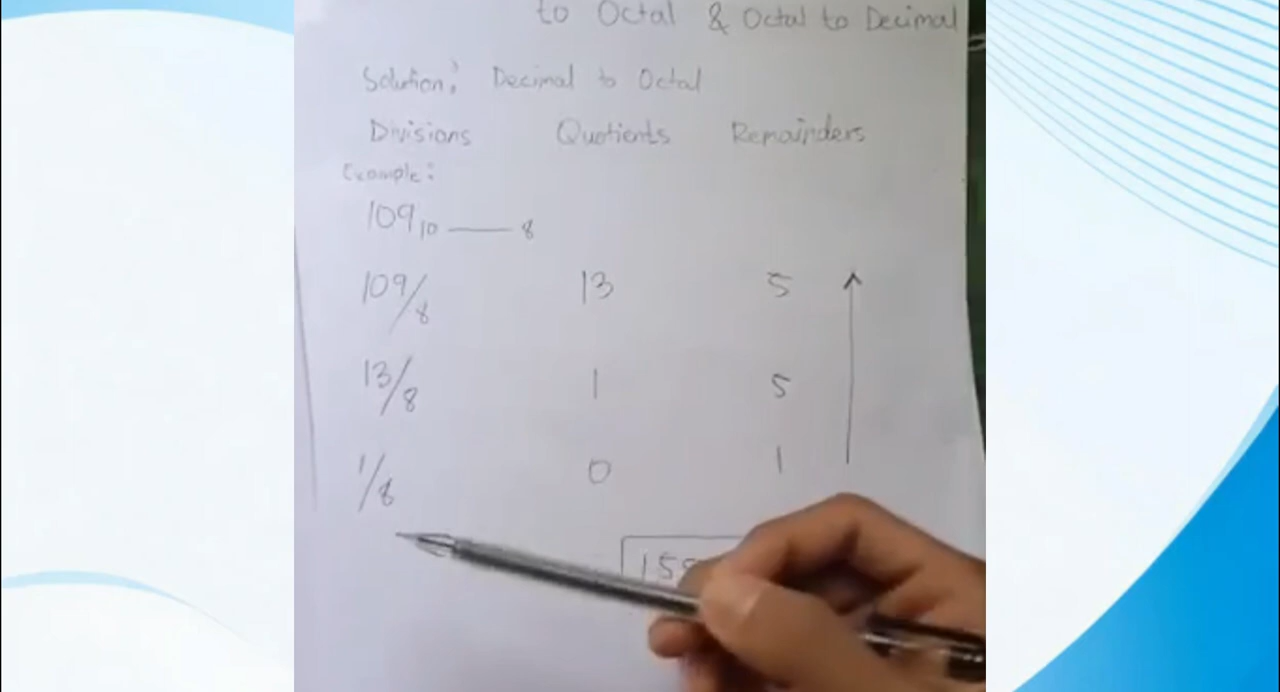 to Octal & Octal to Decimal
Solution: Decimal to Octal
Divisions Quotients Remainders
Example:
109₁₀ —— ₈
109/8 13 5
13/8 1 5
1/8 0 1